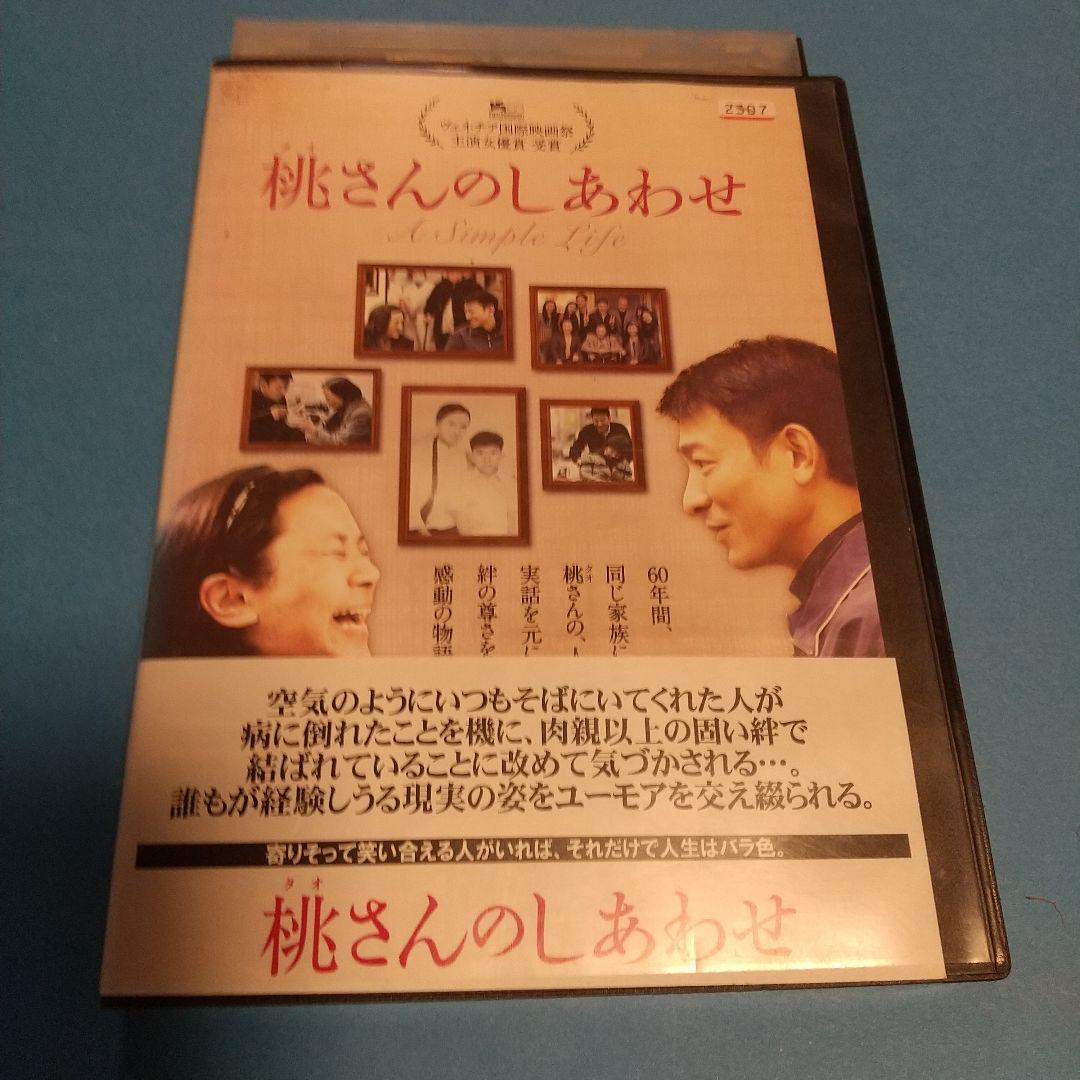 2307
ヴェネチア国際映画祭
主演女優賞 受賞
タオ
桃さんのしあわせ
A Simple Life
60年間、
同じ家族に
タオ
桃さんの、
実話を元に
絆の尊さを
感動の物語
空気のようにいつもそばにいてくれた人が
病に倒れたことを機に、肉親以上の固い絆で
結ばれていることに改めて気づかされる…。
誰もが経験しうる現実の姿をユーモアを交え綴られる。
寄りそって笑い合える人がいれば、それだけで人生はバラ色。
タオ
桃さんのしあわせ